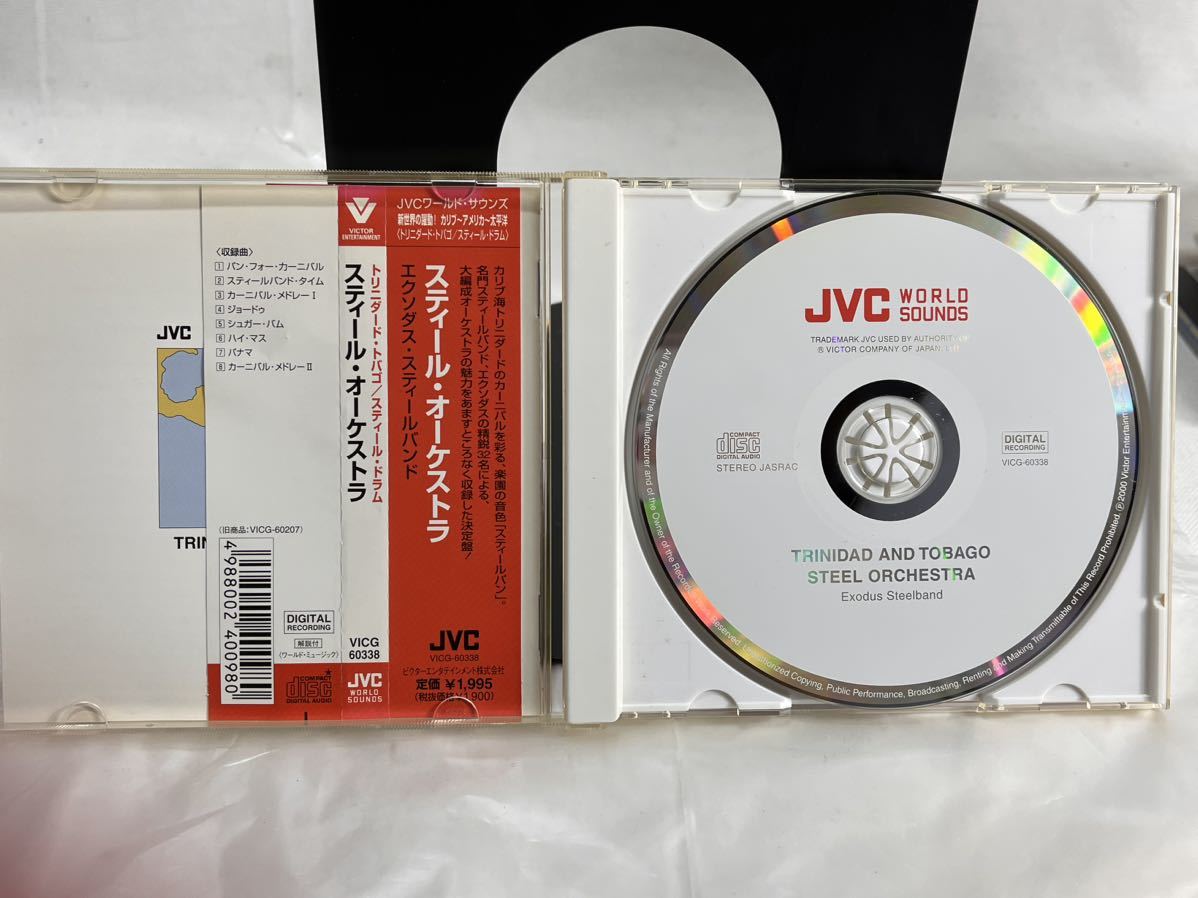 JVC
TRIN
〈収録曲〉
1 パン・フォー・カーニバル
2 スティールバンド・タイム
3 カーニバル・メドレーⅠ
4 ジョードゥ
5 シュガー・バム
6 ハイ・マス
7 パナマ
8 カーニバル・メドレーⅡ
(旧商品:VICG-60207)
4 988002 400980
DIGITAL
RECORDING
解説付
(ワールド・ミュージック)
COMPACT
disc
DIGITAL AUDIO
VICTOR
ENTERTAINMENT
トリニダード・トバゴ/スティール・ドラム
スティール・オーケストラ
VICG
60338
JVC
WORLD
SOUNDS
JVCワールド・サウンズ
新世界の躍動! カリブ〜アメリカ〜太平洋
〈トリニダード・トバゴ/スティール・ドラム〉
カリブ海トリニダードのカーニバルを彩る、楽園の音色「スティールパン」。
名門スティールバンド、エクソダスの精鋭32名による、
大編成オーケストラの魅力をあますところなく収録した決定盤!
スティール・オーケストラ
エクソダス・スティールバンド
JVC
VICG-60338
ビクターエンタテインメント株式会社
定価 ¥1,995
(税抜価格¥1,900)
JVC WORLD
SOUNDS
TRADEMARK JVC USED BY AUTHORITY OF
® VICTOR COMPANY OF JAPAN, LTD
COMPACT
disc
DIGITAL AUDIO
STEREO JASRAC
DIGITAL
RECORDING
VICG-60338
TRINIDAD AND TOBAGO
STEEL ORCHESTRA
Exodus Steelband
All Rights of the Manufacturer and of the Owner of the Recorded Reserved. Unauthorized Copying, Public Performance, Broadcasting, Renting and Making Transmittable of This Record Prohibited. ℗2000 Victor Entertainment